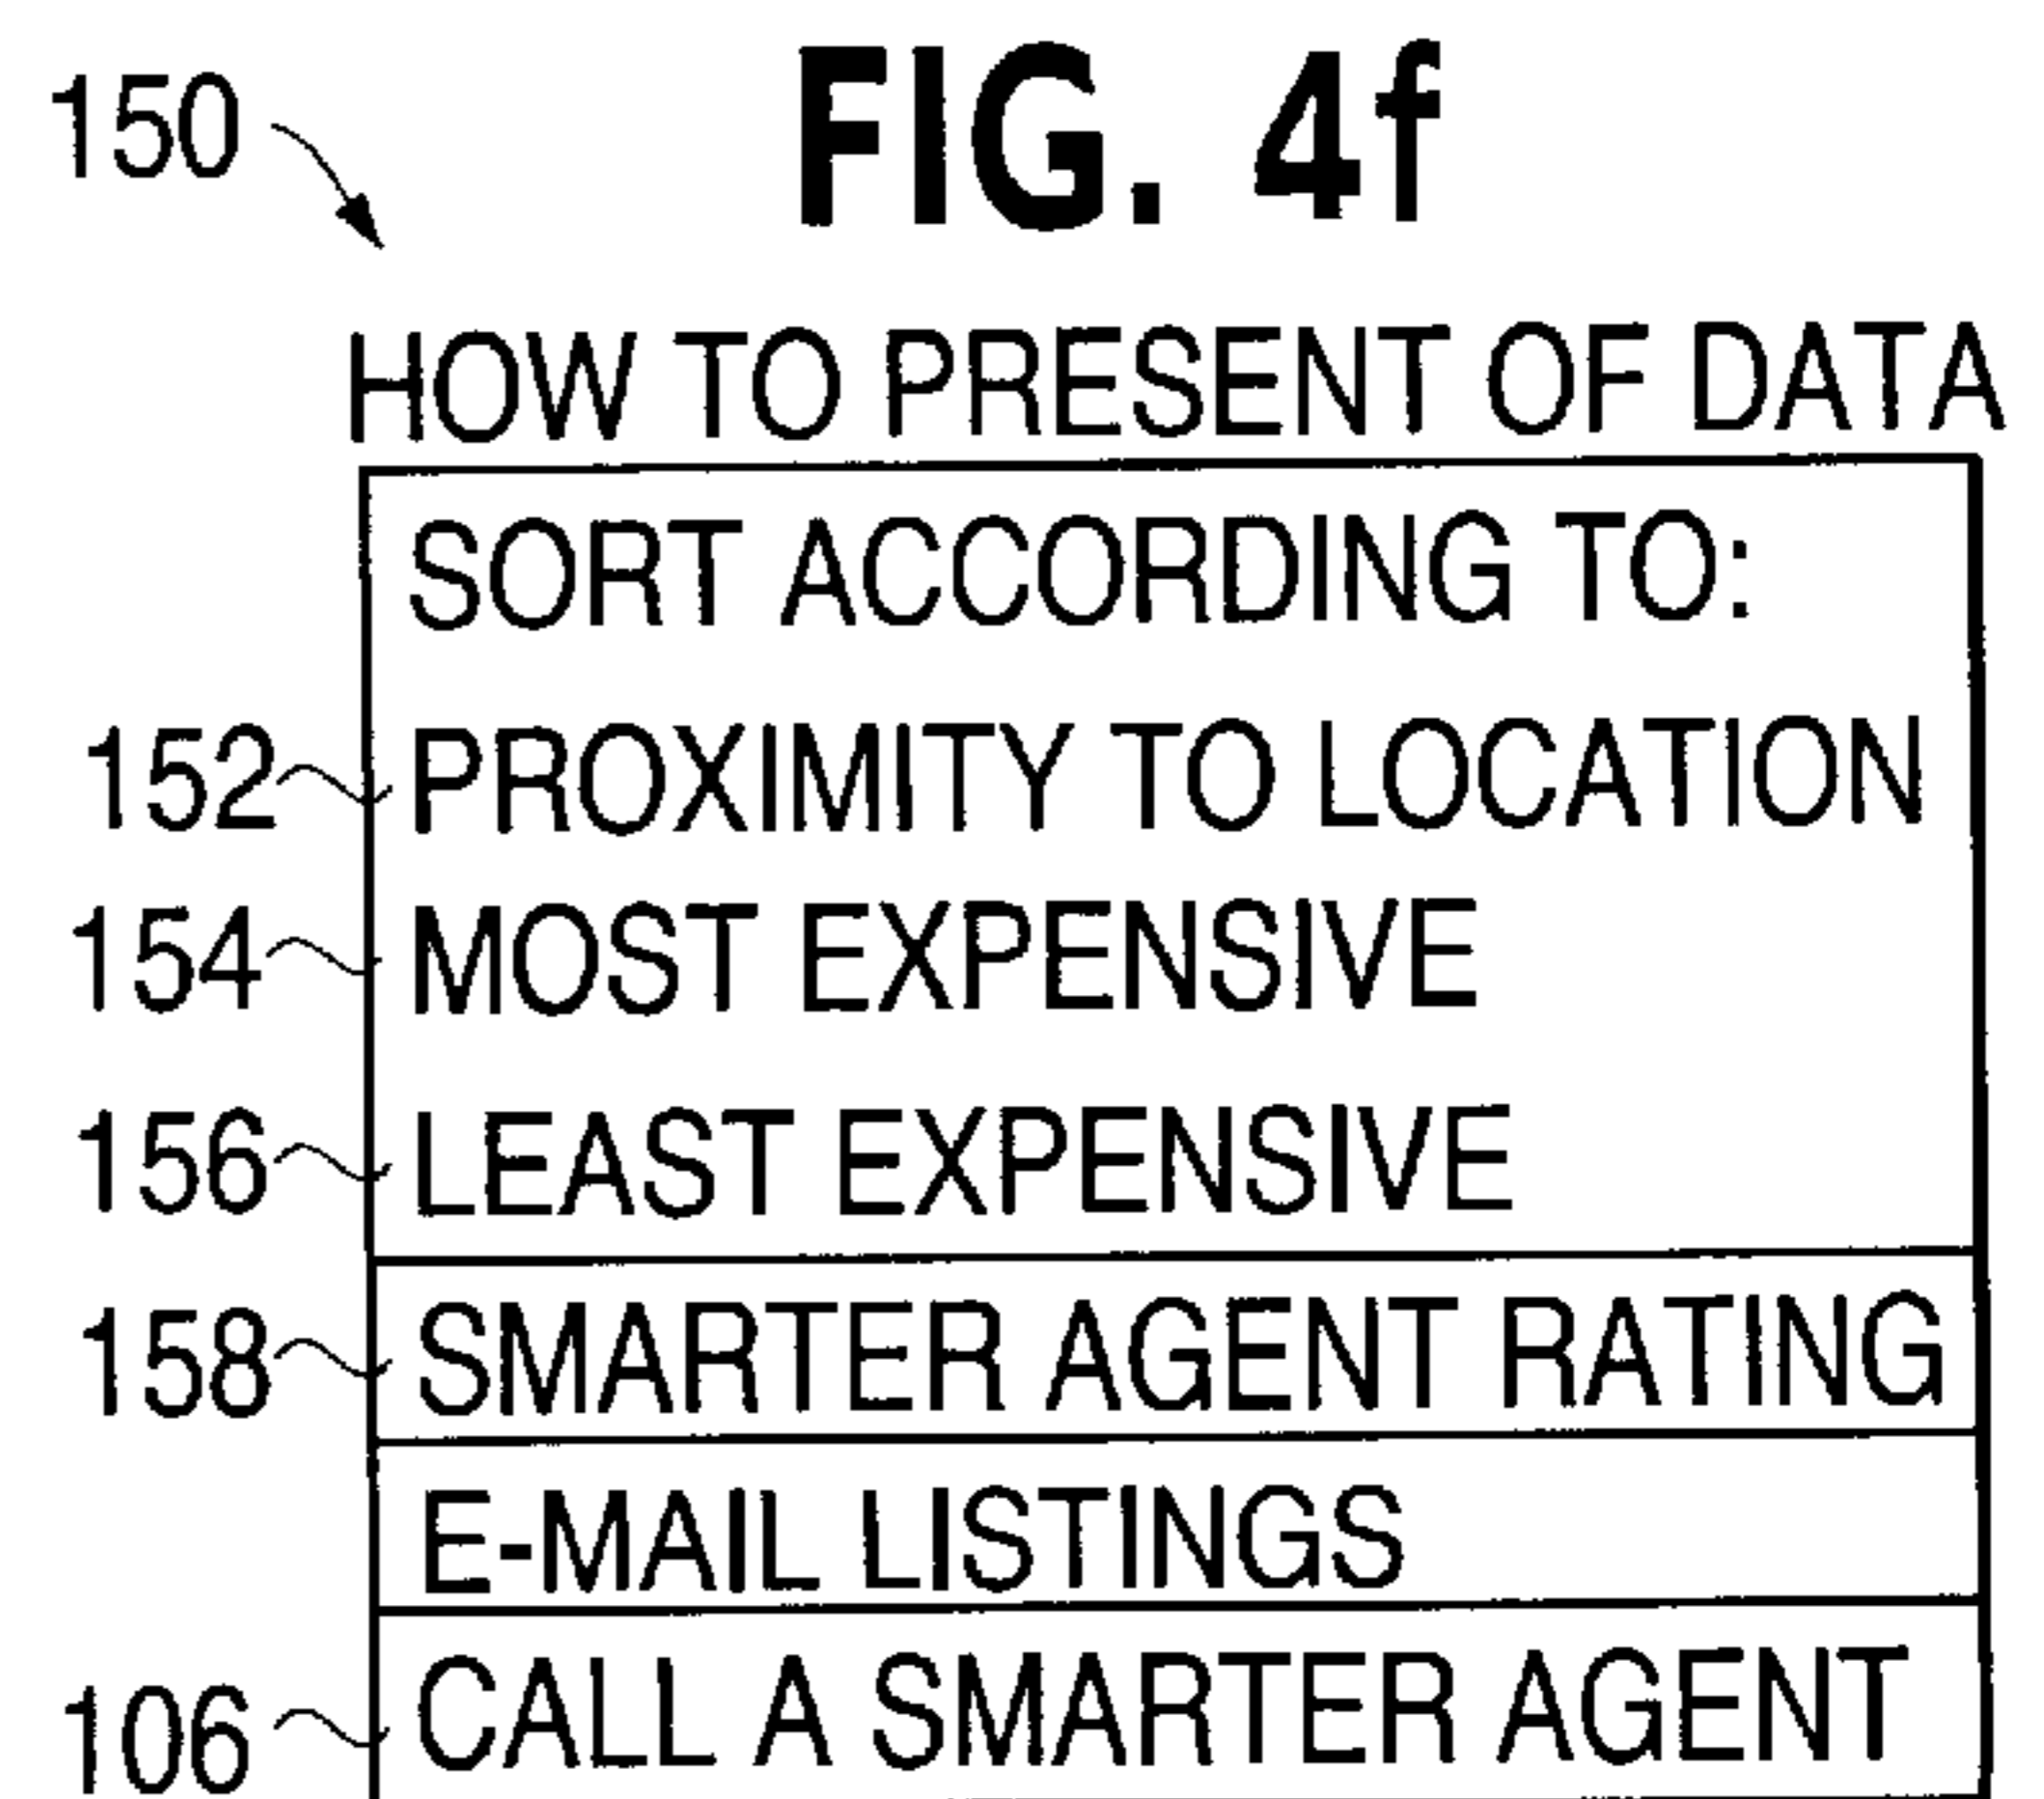 150
FIG. 4f
HOW TO PRESENT OF DATA
SORT ACCORDING TO:
152 PROXIMITY TO LOCATION
154 MOST EXPENSIVE
156 LEAST EXPENSIVE
158 SMARTER AGENT RATING
E-MAIL LISTINGS
106 CALL A SMARTER AGENT